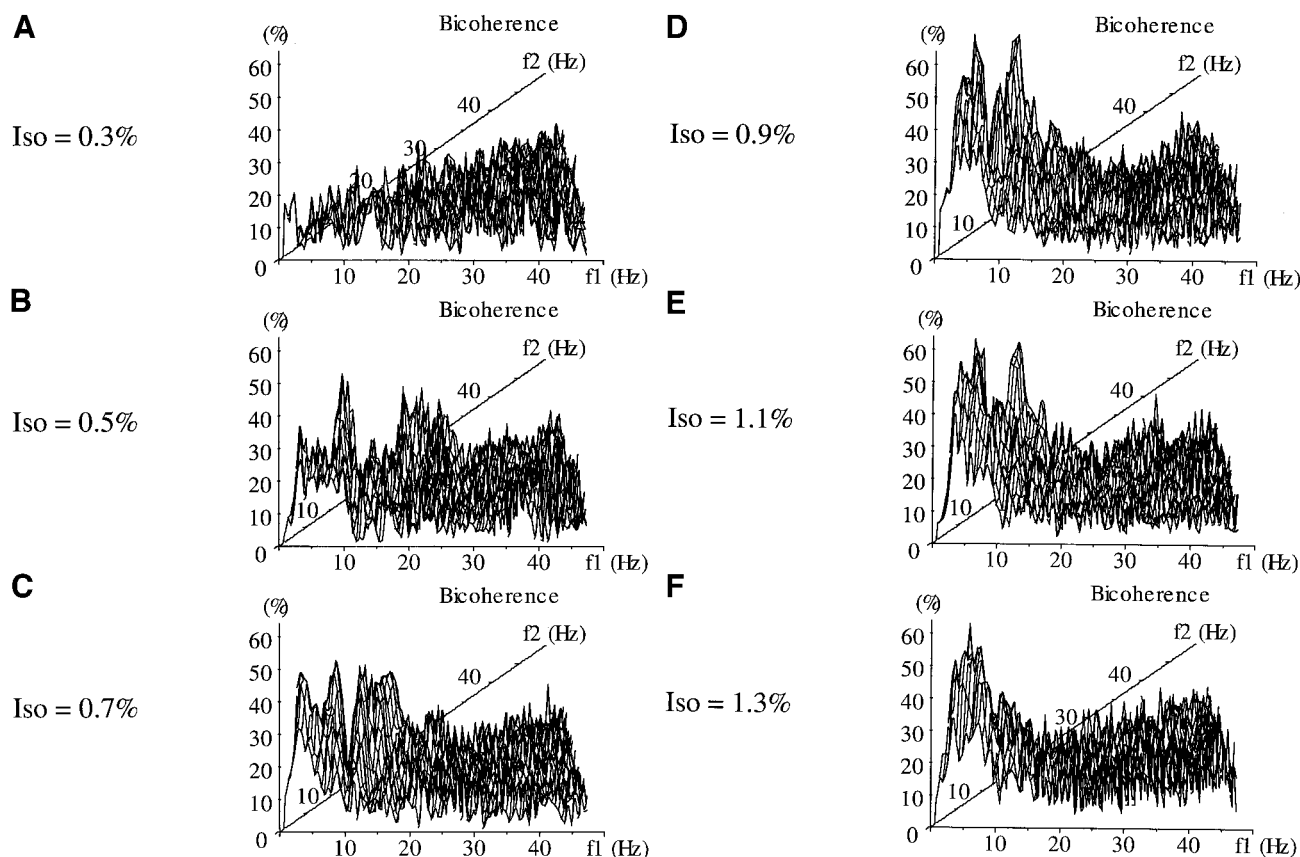 A
Bicoherence
(%)
f2 (Hz)
60
50
40
40
30
30
20
20
10
0
10
20
30
40
f1 (Hz)
Iso = 0.3%
B
Bicoherence
(%)
f2 (Hz)
60
50
40
40
30
20
10
10
0
10
20
30
40
f1 (Hz)
Iso = 0.5%
C
Bicoherence
(%)
f2 (Hz)
60
50
40
40
30
20
10
10
0
10
20
30
40
f1 (Hz)
Iso = 0.7%
D
Bicoherence
(%)
f2 (Hz)
60
50
40
40
30
20
10
10
0
10
20
30
40
f1 (Hz)
Iso = 0.9%
E
Bicoherence
(%)
f2 (Hz)
60
50
40
40
30
20
10
10
0
10
20
30
40
f1 (Hz)
Iso = 1.1%
F
Bicoherence
(%)
f2 (Hz)
60
50
40
40
30
30
20
10
10
0
10
20
30
40
f1 (Hz)
Iso = 1.3%